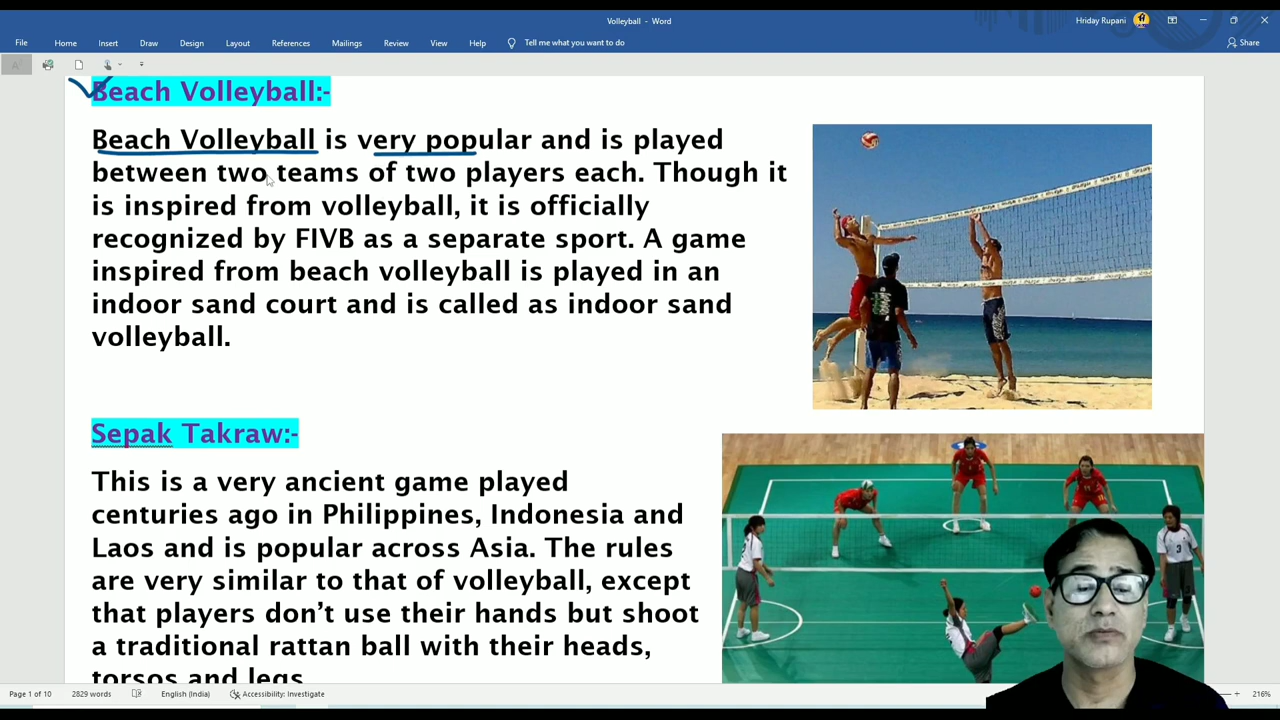 Volleyball - Word
Hriday Rupani
File Home Insert Draw Design Layout References Mailings Review View Help Tell me what you want to do
Share
Beach Volleyball:-
Beach Volleyball is very popular and is played
between two teams of two players each. Though it
is inspired from volleyball, it is officially
recognized by FIVB as a separate sport. A game
inspired from beach volleyball is played in an
indoor sand court and is called as indoor sand
volleyball.
Sepak Takraw:-
This is a very ancient game played
centuries ago in Philippines, Indonesia and
Laos and is popular across Asia. The rules
are very similar to that of volleyball, except
that players don’t use their hands but shoot
a traditional rattan ball with their heads,
torsos and legs
3
Page 1 of 10 2829 words English (India) Accessibility: Investigate
216%